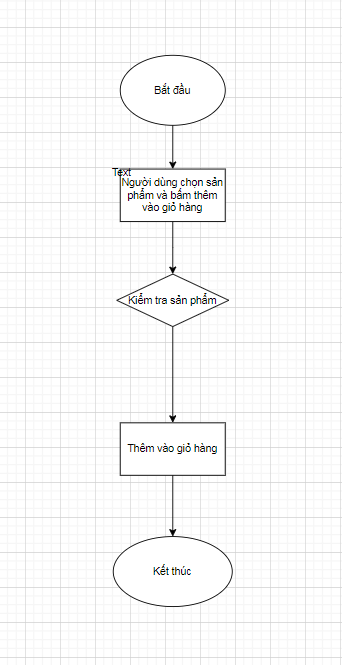 Bắt đầu
Text
Người dùng chọn sản
phẩm và bấm thêm
vào giỏ hàng
Kiểm tra sản phẩm
Thêm vào giỏ hàng
Kết thúc